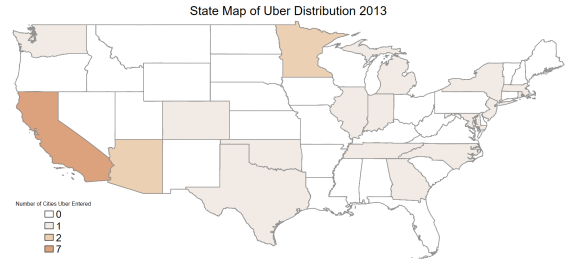 State Map of Uber Distribution 2013
Number of Cities Uber Entered
0
1
2
7